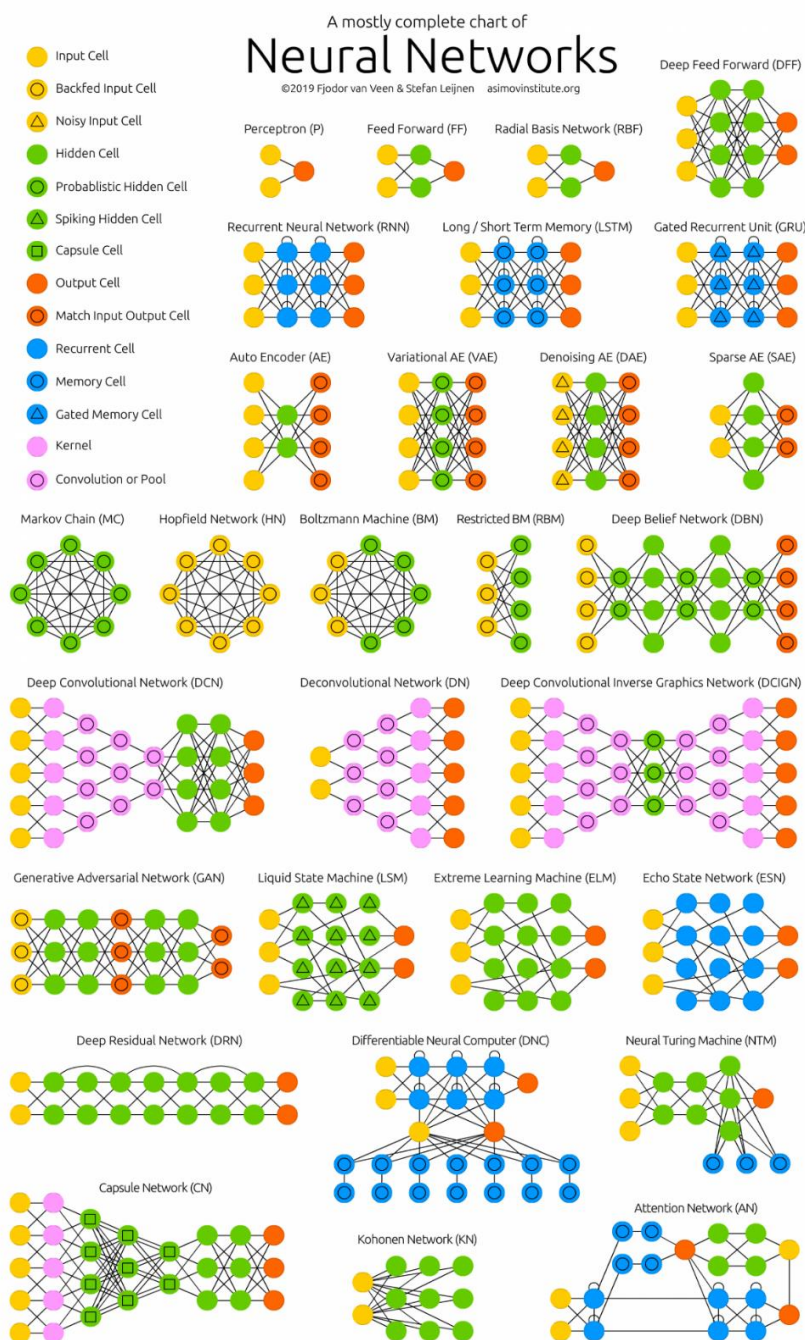 A mostly complete chart of
Neural Networks
©2019 Fjodor van Veen & Stefan Leijnen asimovinstitute.org
Input Cell
Backfed Input Cell
Noisy Input Cell
Hidden Cell
Probablistic Hidden Cell
Spiking Hidden Cell
Capsule Cell
Output Cell
Match Input Output Cell
Recurrent Cell
Memory Cell
Gated Memory Cell
Kernel
Convolution or Pool
Deep Feed Forward (DFF)
Perceptron (P) Feed Forward (FF) Radial Basis Network (RBF)
Recurrent Neural Network (RNN) Long / Short Term Memory (LSTM) Gated Recurrent Unit (GRU)
Auto Encoder (AE) Variational AE (VAE) Denoising AE (DAE) Sparse AE (SAE)
Markov Chain (MC) Hopfield Network (HN) Boltzmann Machine (BM) Restricted BM (RBM) Deep Belief Network (DBN)
Deep Convolutional Network (DCN) Deconvolutional Network (DN) Deep Convolutional Inverse Graphics Network (DCIGN)
Generative Adversarial Network (GAN) Liquid State Machine (LSM) Extreme Learning Machine (ELM) Echo State Network (ESN)
Deep Residual Network (DRN) Differentiable Neural Computer (DNC) Neural Turing Machine (NTM)
Capsule Network (CN) Kohonen Network (KN) Attention Network (AN)